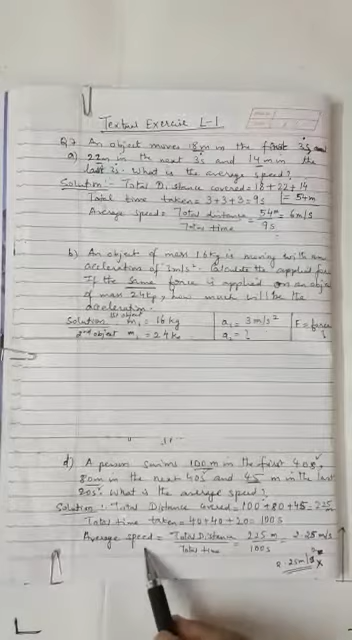 Textual Exercise L-1
Q7 An object moves 18m in the first 3s,
a) 22m in the next 3s and 14m in the
last 3s. What is the average speed?
Solution :- Total Distance covered = 18 + 22 + 14
= 54m
Total time taken = 3 + 3 + 3 = 9s
Average speed = Total distance / Total time = 54m / 9s = 6m/s
b) An object of mass 16kg is moving with an
acceleration of 3m/s². Calculate the applied force
If the same force is applied on an object
of mass 24kg, how much will be the
acceleration.
Solution 1st object m₁ = 16kg a₁ = 3m/s² F = force ?
2nd object m = 24k a = ?
d) A person swims 100m in the first 40s,
80m in the next 40s and 45 m in the last
20s. What is the average speed?
Solution : Total Distance covered = 100 + 80 + 45 = 225m
Total time taken = 40 + 40 + 20 = 100s
Average speed = Total Distance / Total time = 225m / 100s = 2.25m/s
2.25m/s